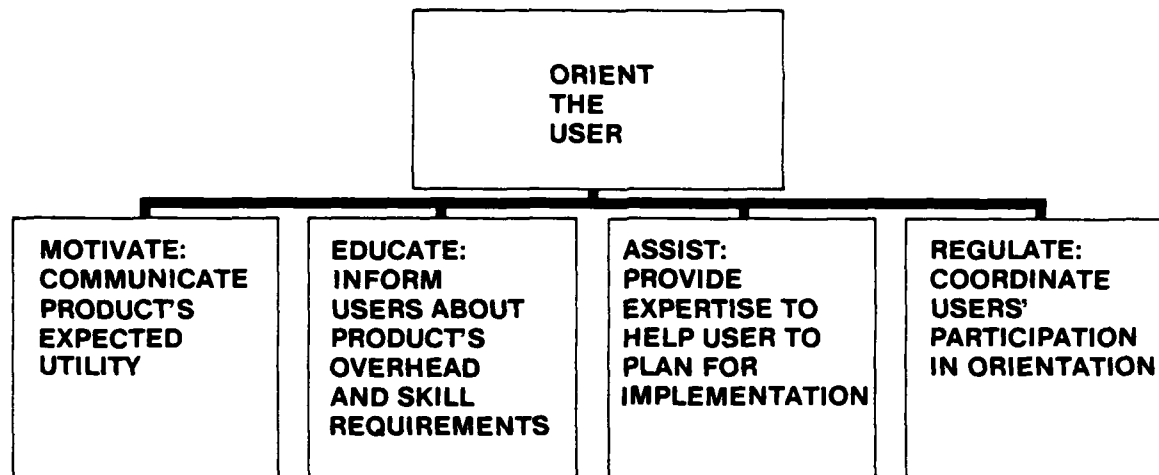 ORIENT
THE
USER
MOTIVATE:
COMMUNICATE
PRODUCT'S
EXPECTED
UTILITY
EDUCATE:
INFORM
USERS ABOUT
PRODUCT'S
OVERHEAD
AND SKILL
REQUIREMENTS
ASSIST:
PROVIDE
EXPERTISE TO
HELP USER TO
PLAN FOR
IMPLEMENTATION
REGULATE:
COORDINATE
USERS'
PARTICIPATION
IN ORIENTATION